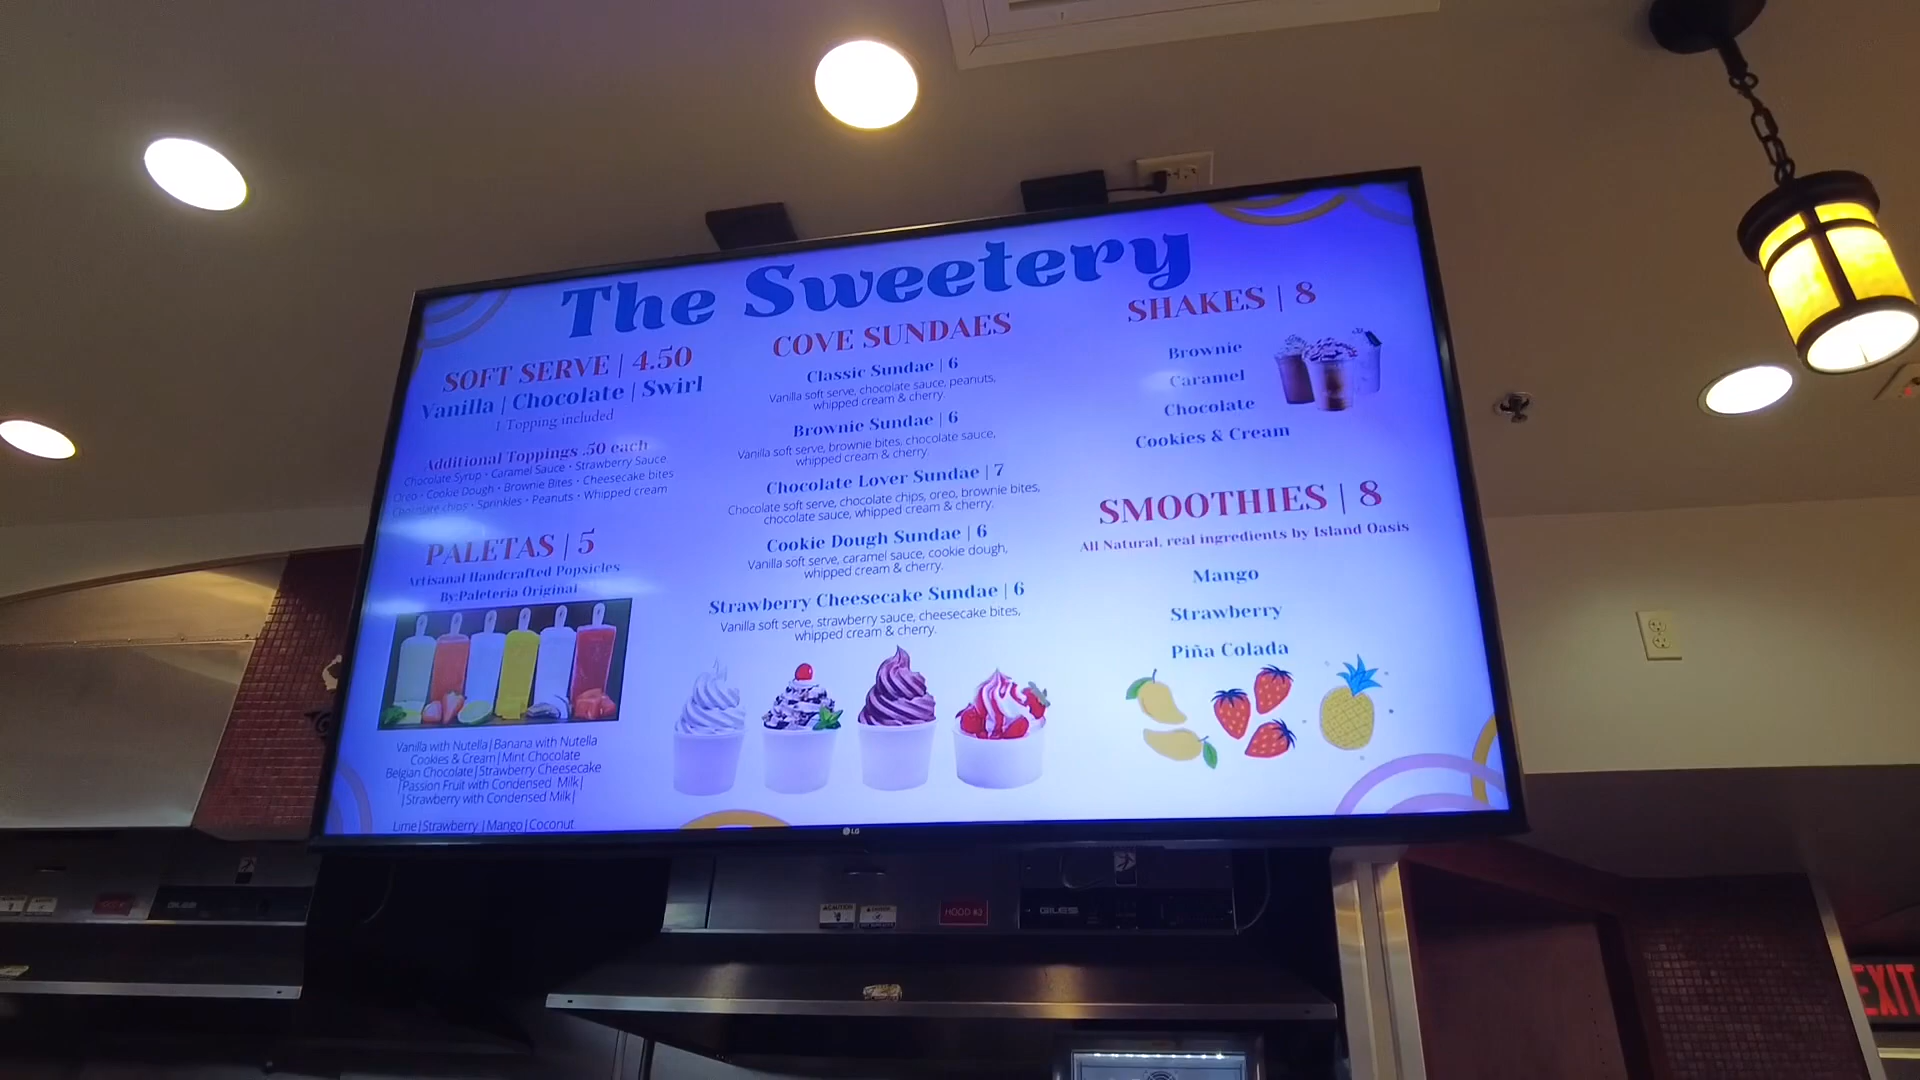 The Sweetery
SOFT SERVE | 4.50
Vanilla | Chocolate | Swirl
1 Topping included
Additional Toppings .50 each
Chocolate Syrup • Caramel Sauce • Strawberry Sauce
Oreo • Cookie Dough • Brownie Bites • Cheesecake bites
Chocolate chips • Sprinkles • Peanuts • Whipped cream
PALETAS | 5
Artisanal Handcrafted Popsicles
By:Paleteria Original
Vanilla with Nutella|Banana with Nutella
Cookies & Cream|Mint Chocolate
Belgian Chocolate|Strawberry Cheesecake
|Passion Fruit with Condensed Milk|
|Strawberry with Condensed Milk|
Lime|Strawberry |Mango|Coconut
COVE SUNDAES
Classic Sundae | 6
Vanilla soft serve, chocolate sauce, peanuts,
whipped cream & cherry.
Brownie Sundae | 6
Vanilla soft serve, brownie bites, chocolate sauce,
whipped cream & cherry
Chocolate Lover Sundae | 7
Chocolate soft serve, chocolate chips, oreo, brownie bites,
chocolate sauce, whipped cream & cherry.
Cookie Dough Sundae | 6
Vanilla soft serve, caramel sauce, cookie dough,
whipped cream & cherry.
Strawberry Cheesecake Sundae | 6
Vanilla soft serve, strawberry sauce, cheesecake bites,
whipped cream & cherry.
SHAKES | 8
Brownie
Caramel
Chocolate
Cookies & Cream
SMOOTHIES | 8
All Natural, real ingredients by Island Oasis
Mango
Strawberry
Piña Colada
LG
GILES
CAUTION
HOOD #2
GILES
EXIT